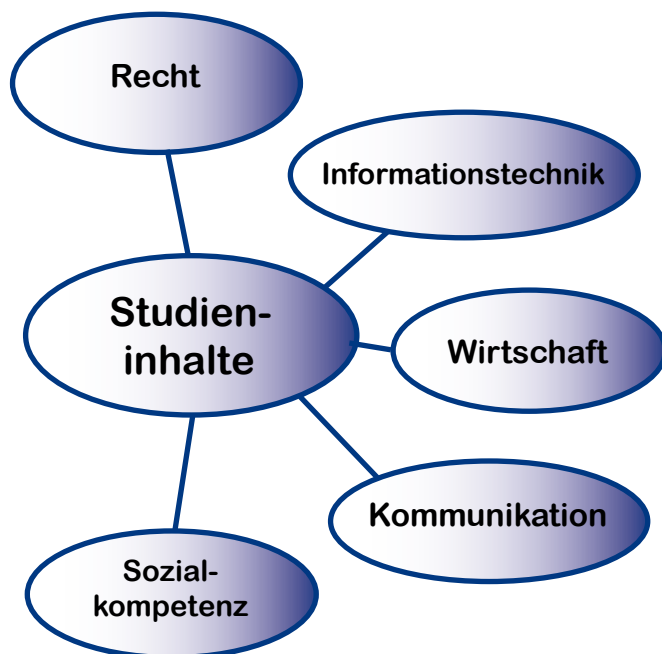 Recht
Informationstechnik
Studien-
inhalte
Wirtschaft
Kommunikation
Sozial-
kompetenz